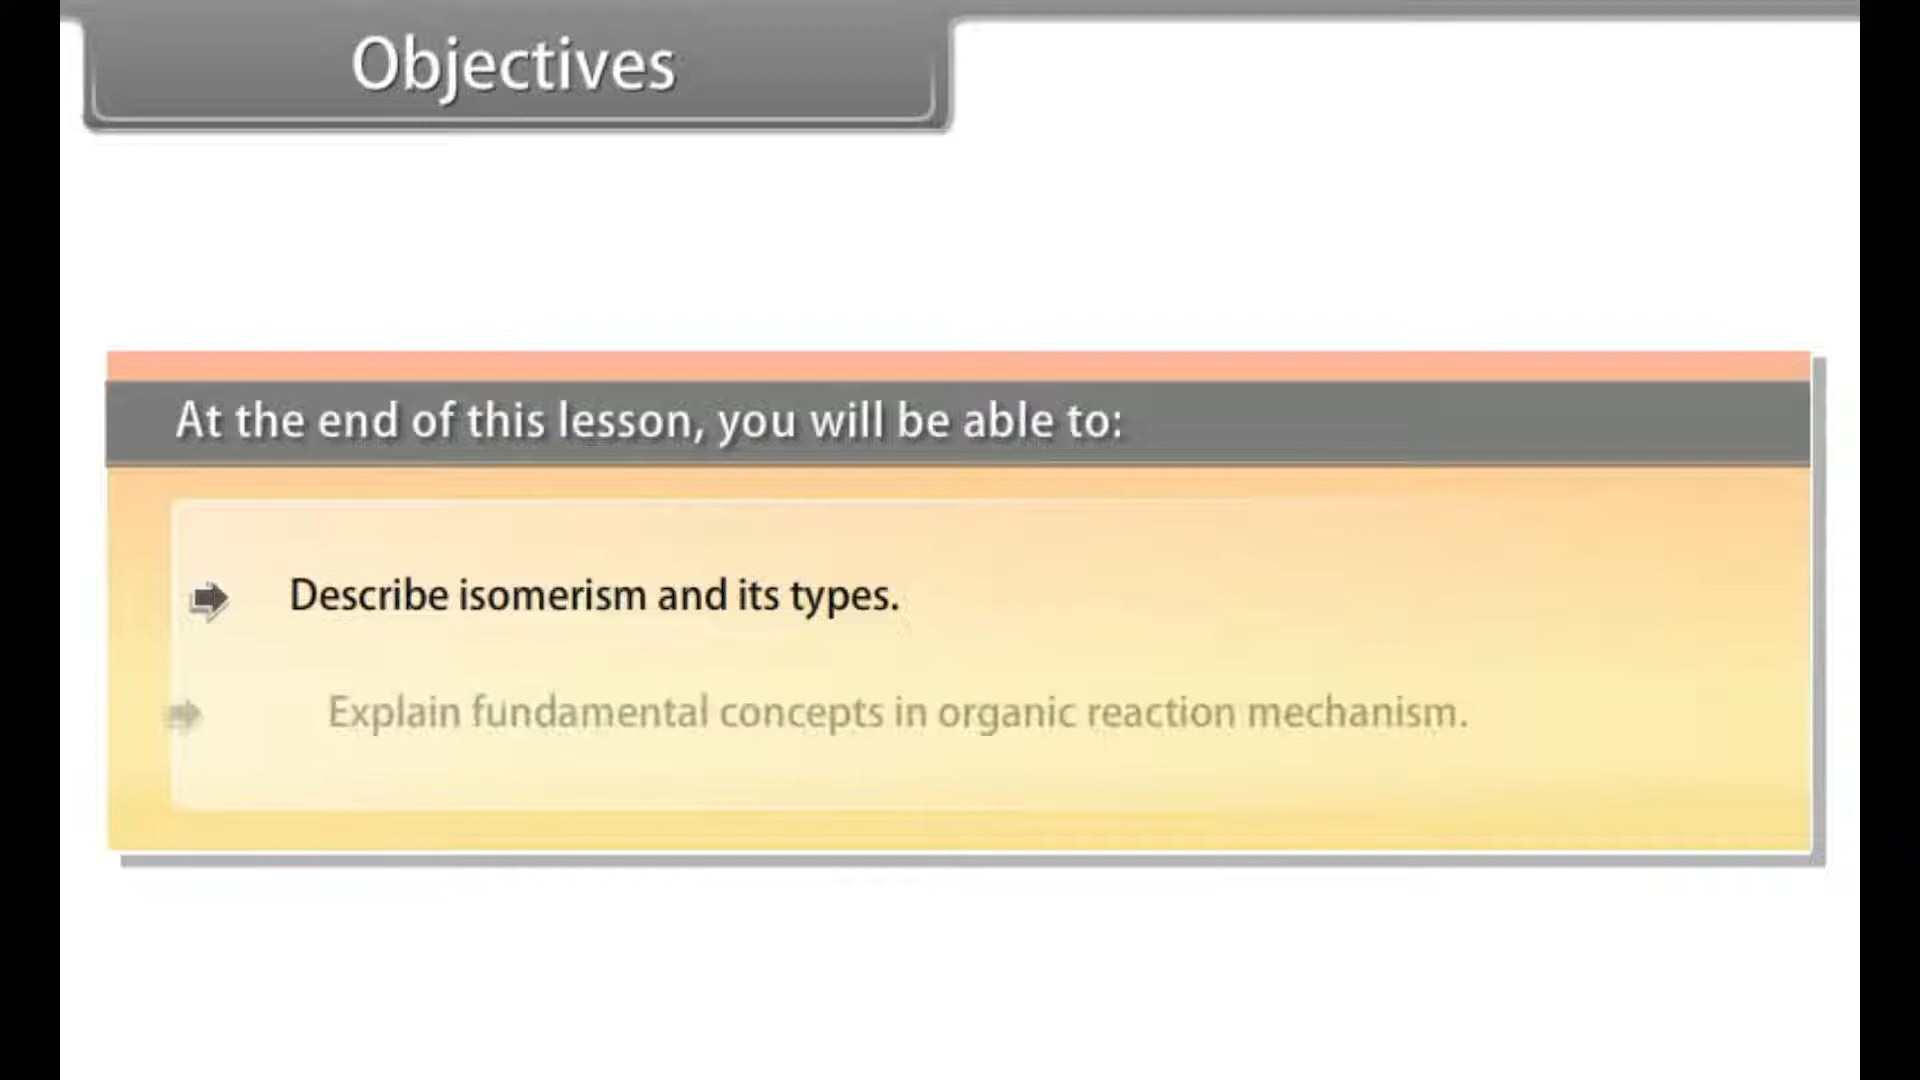 Objectives
At the end of this lesson, you will be able to:
Describe isomerism and its types.
Explain fundamental concepts in organic reaction mechanism.